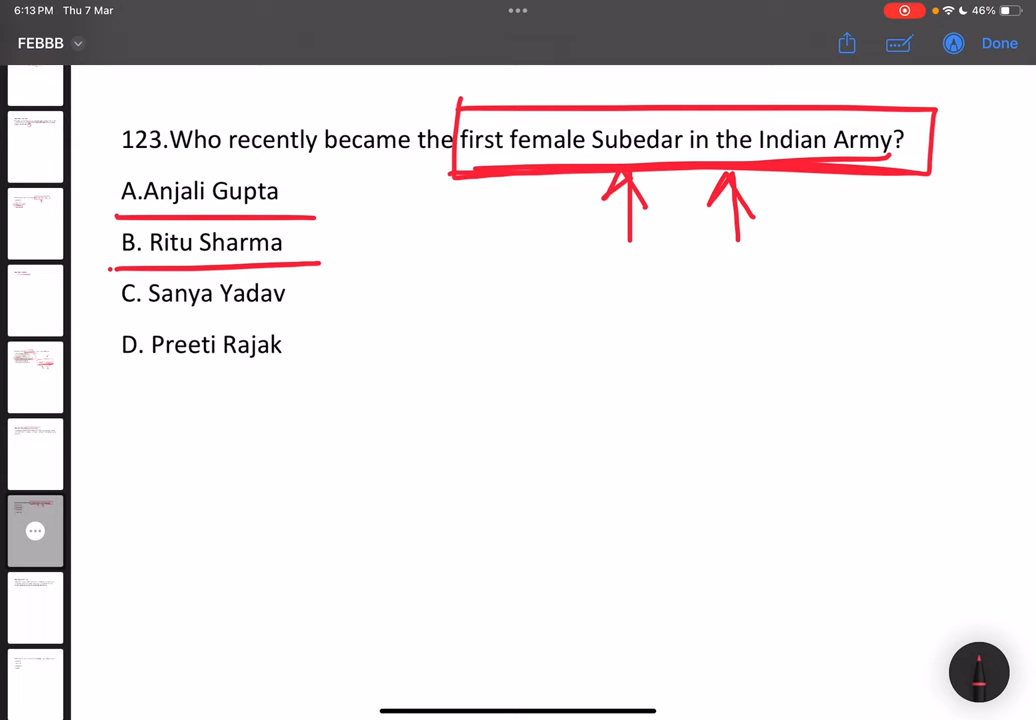 6:13 PM Thu 7 Mar
46%
FEBBB
Done
123.Who recently became the first female Subedar in the Indian Army?
A.Anjali Gupta
B. Ritu Sharma
C. Sanya Yadav
D. Preeti Rajak